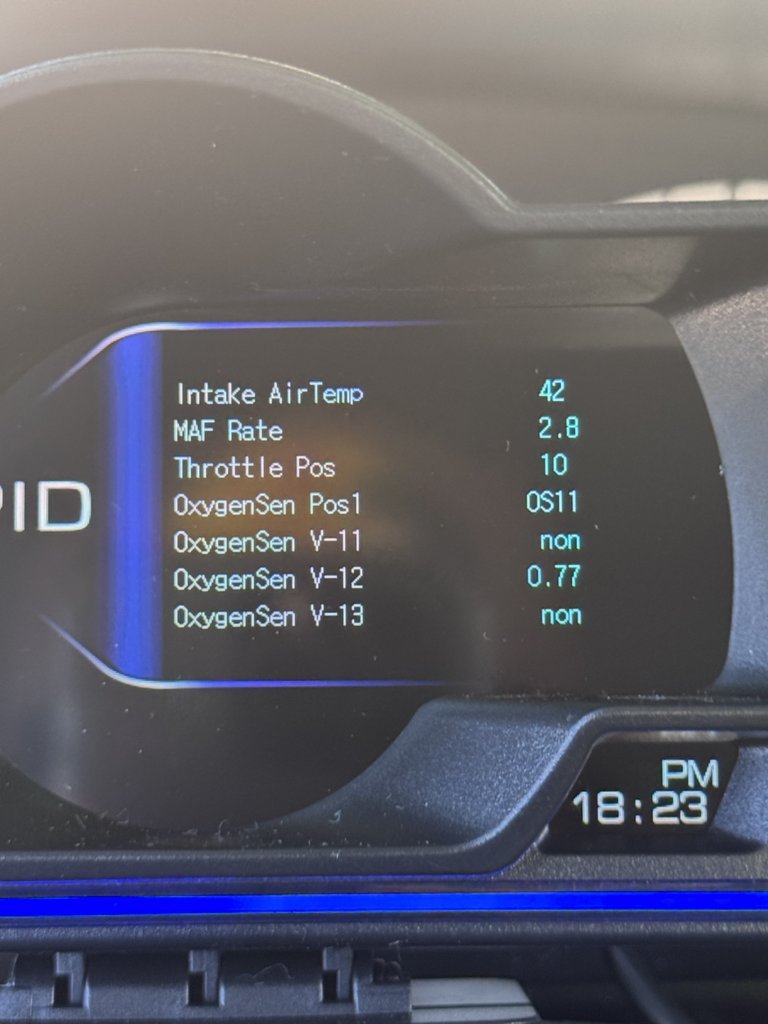 PID
Intake AirTemp 42
MAF Rate 2.8
Throttle Pos 10
OxygenSen Pos1 OS11
OxygenSen V-11 non
OxygenSen V-12 0.77
OxygenSen V-13 non
PM
18:23